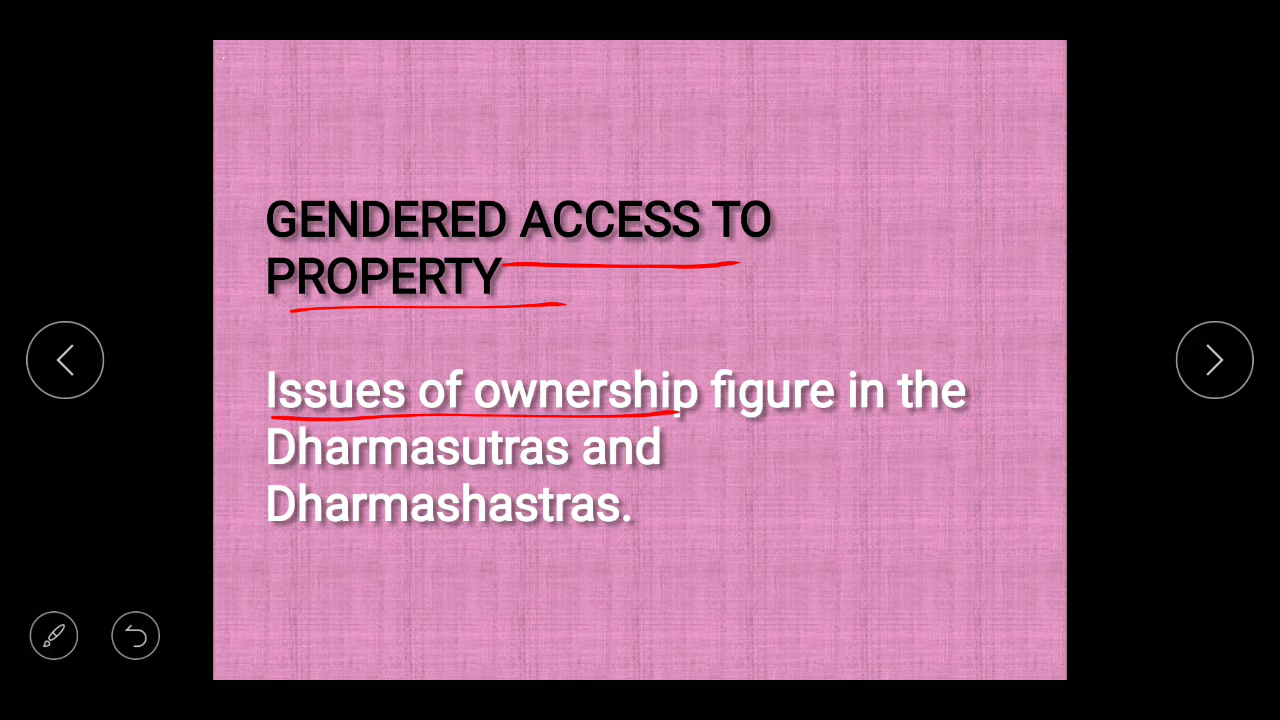 GENDERED ACCESS TO
PROPERTY
Issues of ownership figure in the
Dharmasutras and
Dharmashastras.